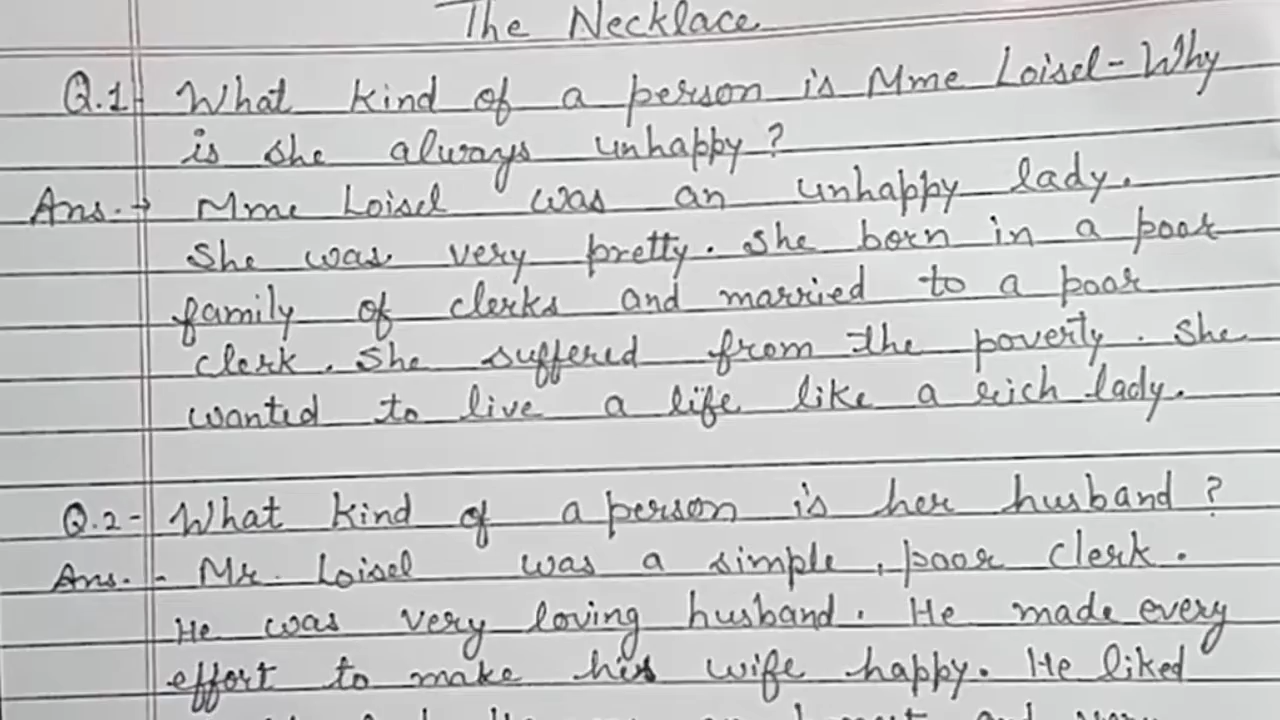 The Necklace
Q.1 What kind of a person is Mme Loisel - Why
is she always unhappy ?
Ans. → Mme Loisel was an unhappy lady.
She was very pretty. She born in a poor
family of clerks and married to a poor
clerk. She suffered from the poverty. She
wanted to live a life like a rich lady.
Q.2 - What kind of a person is her husband ?
Ans. - Mr. Loisel was a simple, poor clerk.
He was very loving husband. He made every
effort to make his wife happy. He liked